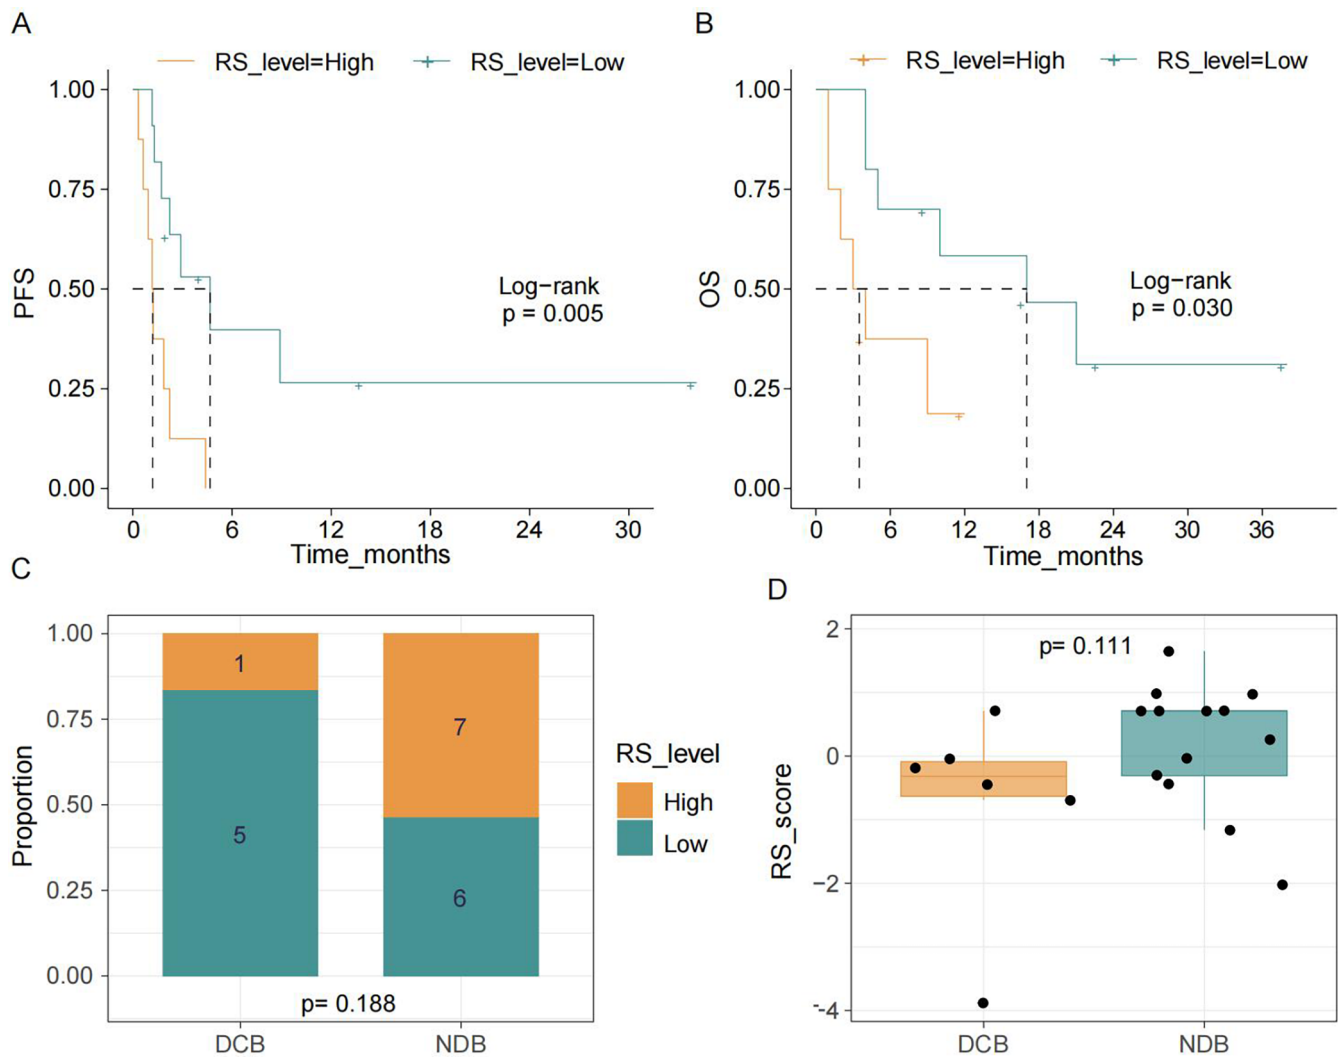 A
RS_level=High
RS_level=Low
1.00
0.75
0.50
0.25
0.00
PFS
Log-rank
p = 0.005
0 6 12 18 24 30
Time_months
B
RS_level=High
RS_level=Low
1.00
0.75
0.50
0.25
0.00
OS
Log-rank
p = 0.030
0 6 12 18 24 30 36
Time_months
C
1.00
0.75
0.50
0.25
0.00
Proportion
1
5
7
6
p= 0.188
DCB NDB
RS_level
High
Low
D
2
0
-2
-4
RS_score
p= 0.111
DCB NDB